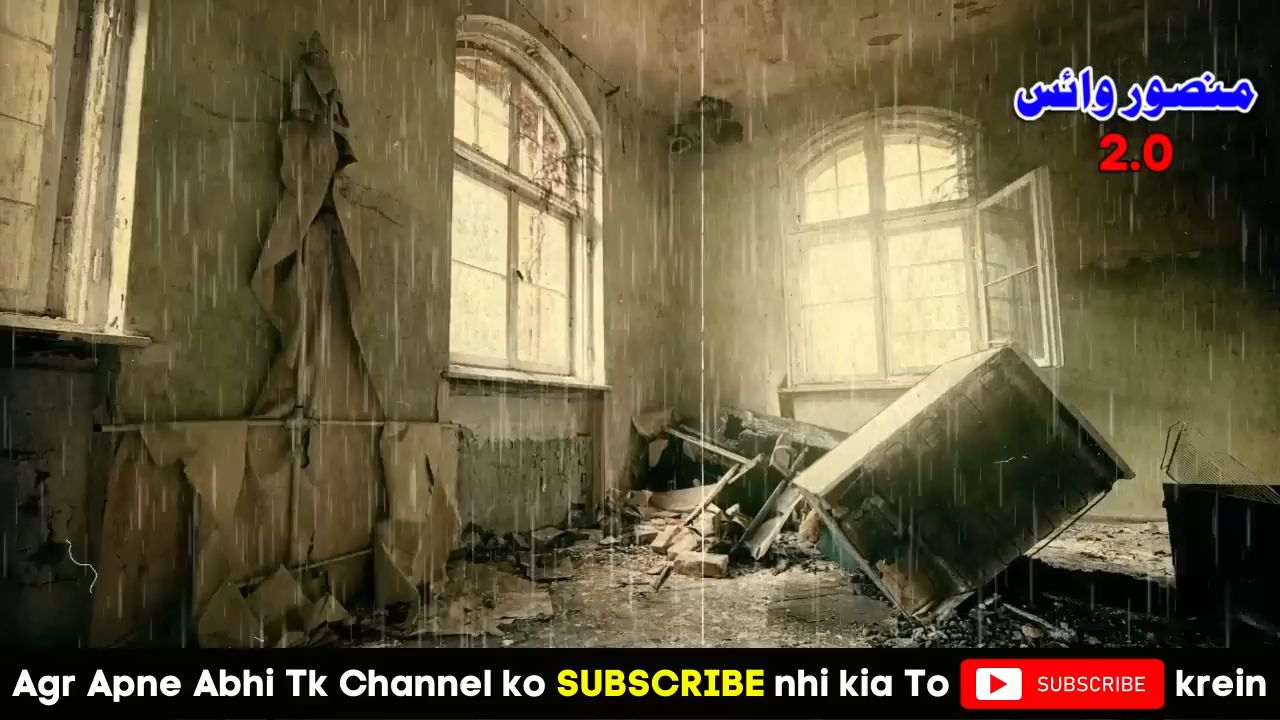 منصور وائس
2.0
Agr Apne Abhi Tk Channel ko SUBSCRIBE nhi kia To SUBSCRIBE krein